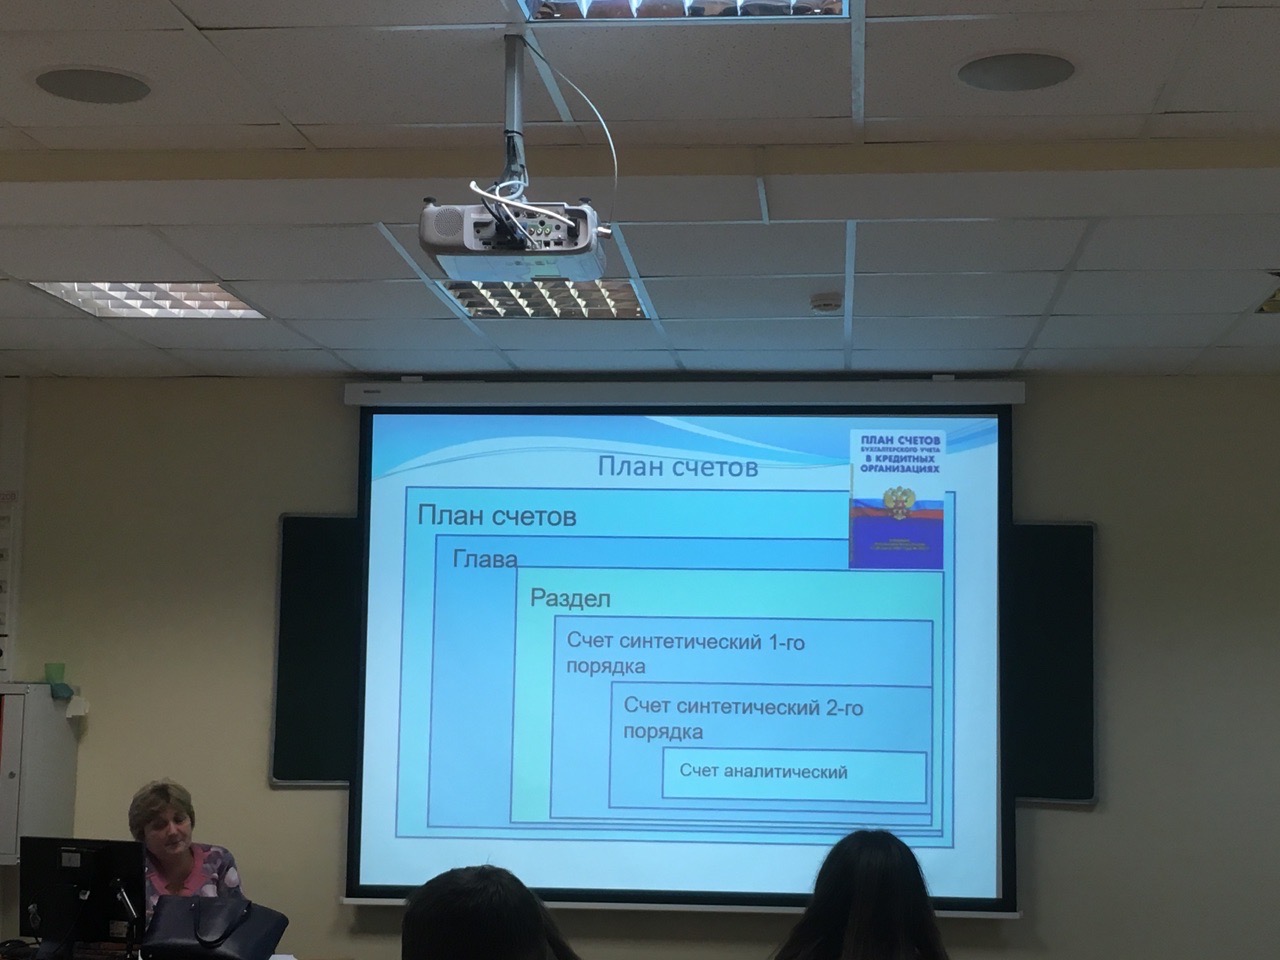 План счетов
ПЛАН СЧЕТОВ
БУХГАЛТЕРСКОГО УЧЕТА
В КРЕДИТНЫХ
ОРГАНИЗАЦИЯХ
План счетов
Глава
Раздел
Счет синтетический 1-го
порядка
Счет синтетический 2-го
порядка
Счет аналитический